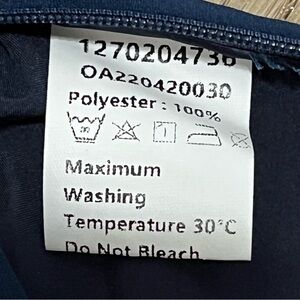 1270204736
OA220420030
Polyester : 100%
Maximum
Washing
Temperature 30°C
Do Not Bleach